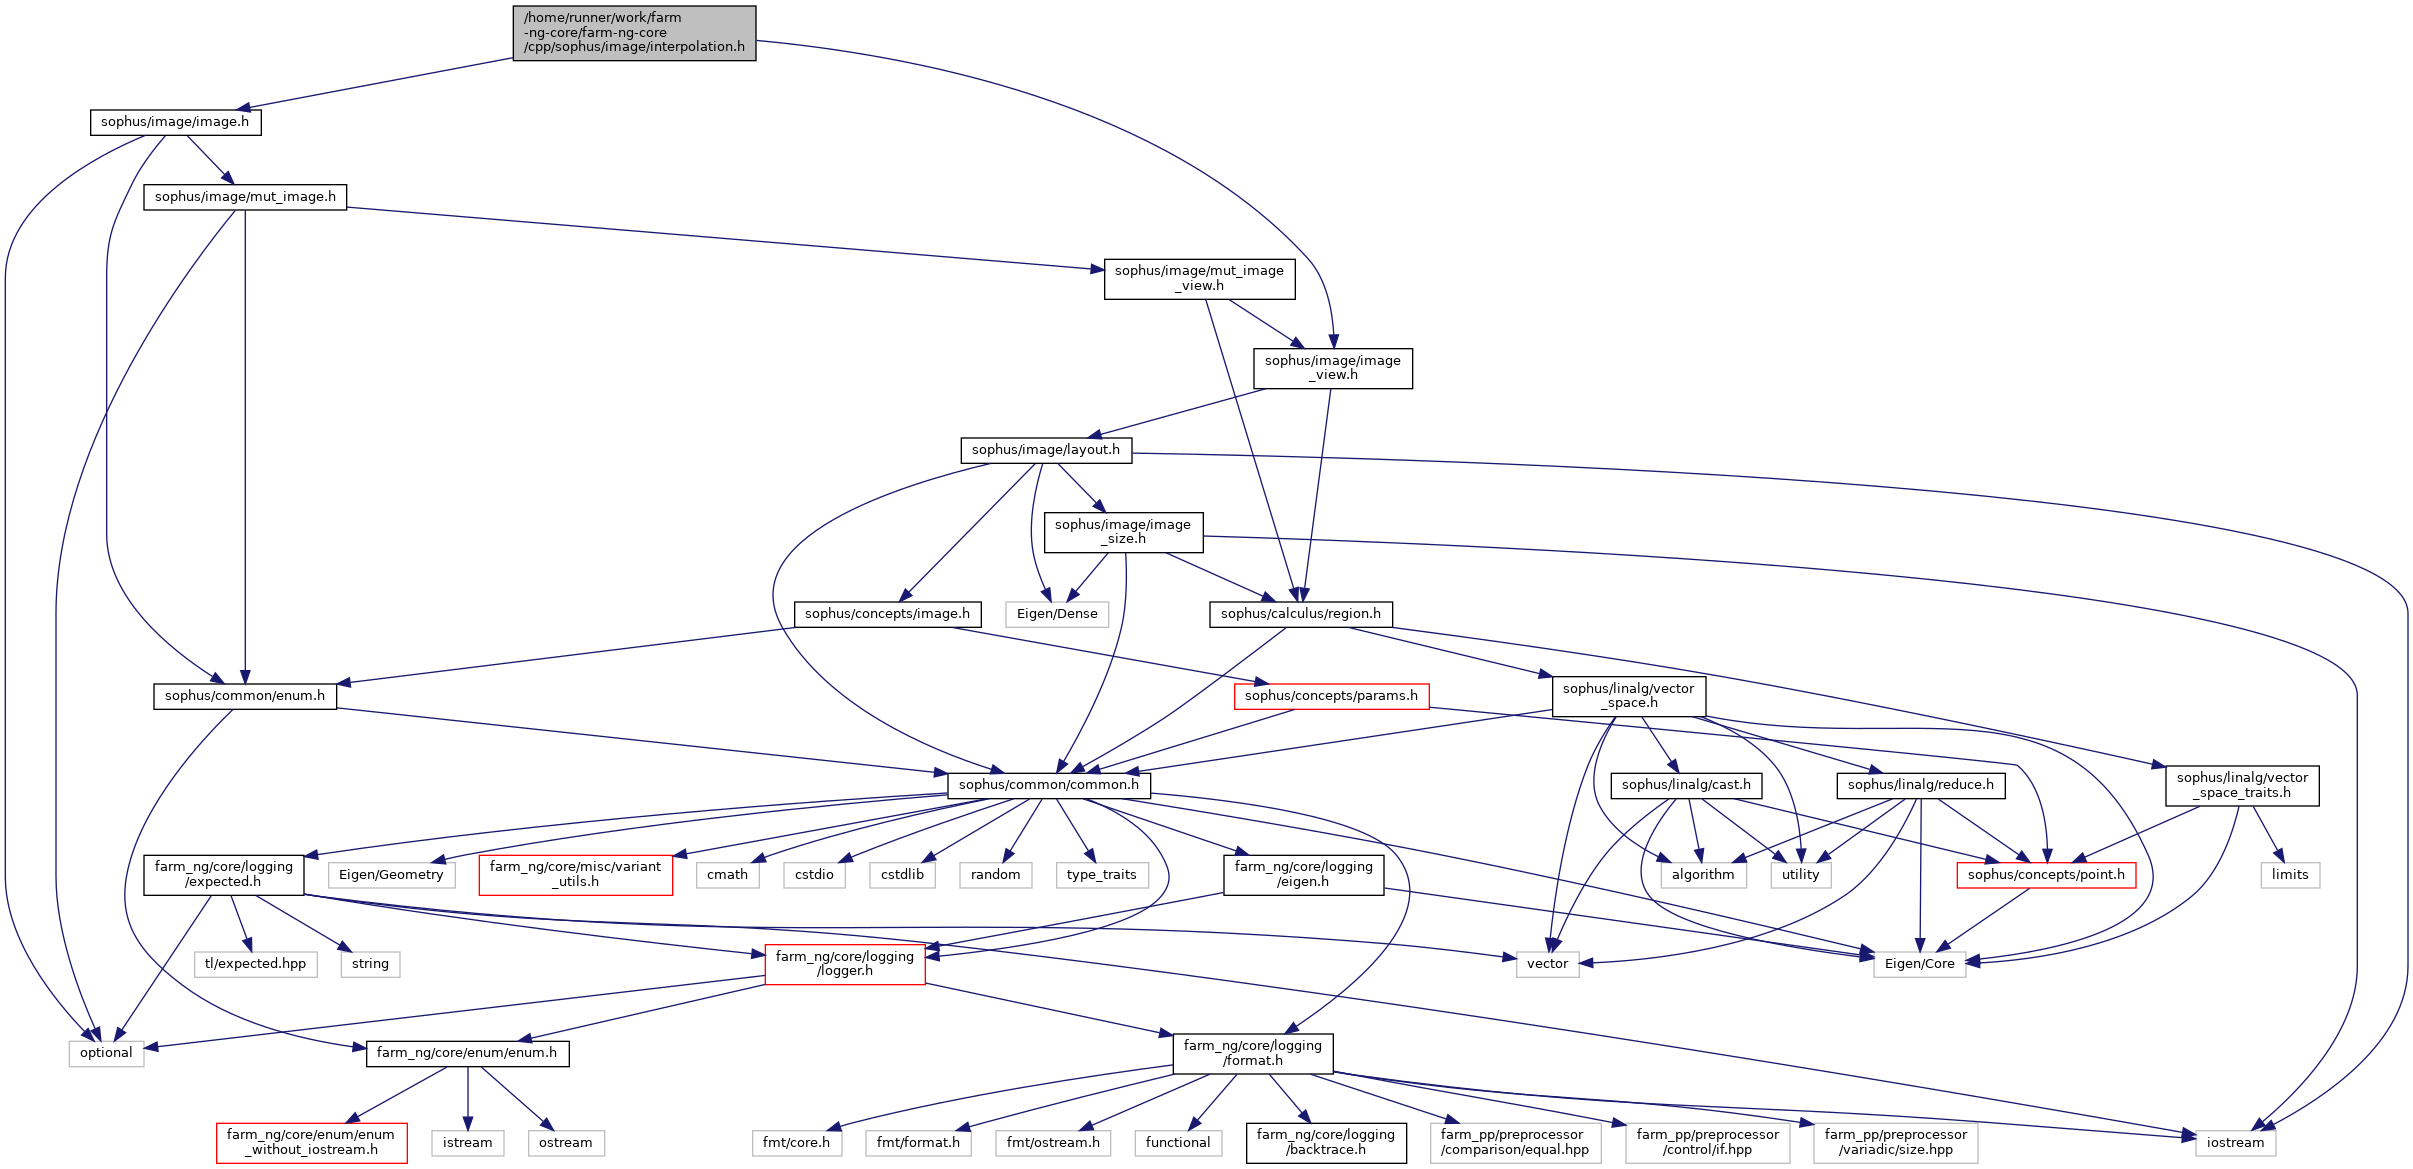 /home/runner/work/farm
-ng-core/farm-ng-core
/cpp/sophus/image/interpolation.h
sophus/image/image.h
sophus/image/mut_image.h
sophus/image/mut_image
_view.h
sophus/image/image
_view.h
sophus/image/layout.h
sophus/image/image
_size.h
sophus/concepts/image.h
Eigen/Dense
sophus/calculus/region.h
sophus/common/enum.h
sophus/concepts/params.h
sophus/linalg/vector
_space.h
sophus/common/common.h
sophus/linalg/cast.h
sophus/linalg/reduce.h
sophus/linalg/vector
_space_traits.h
farm_ng/core/logging
/expected.h
Eigen/Geometry
farm_ng/core/misc/variant
_utils.h
cmath
cstdio
cstdlib
random
type_traits
farm_ng/core/logging
/eigen.h
algorithm
utility
sophus/concepts/point.h
limits
tl/expected.hpp
string
farm_ng/core/logging
/logger.h
vector
Eigen/Core
optional
farm_ng/core/enum/enum.h
farm_ng/core/logging
/format.h
farm_ng/core/enum/enum
_without_iostream.h
istream
ostream
fmt/core.h
fmt/format.h
fmt/ostream.h
functional
farm_ng/core/logging
/backtrace.h
farm_pp/preprocessor
/comparison/equal.hpp
farm_pp/preprocessor
/control/if.hpp
farm_pp/preprocessor
/variadic/size.hpp
iostream